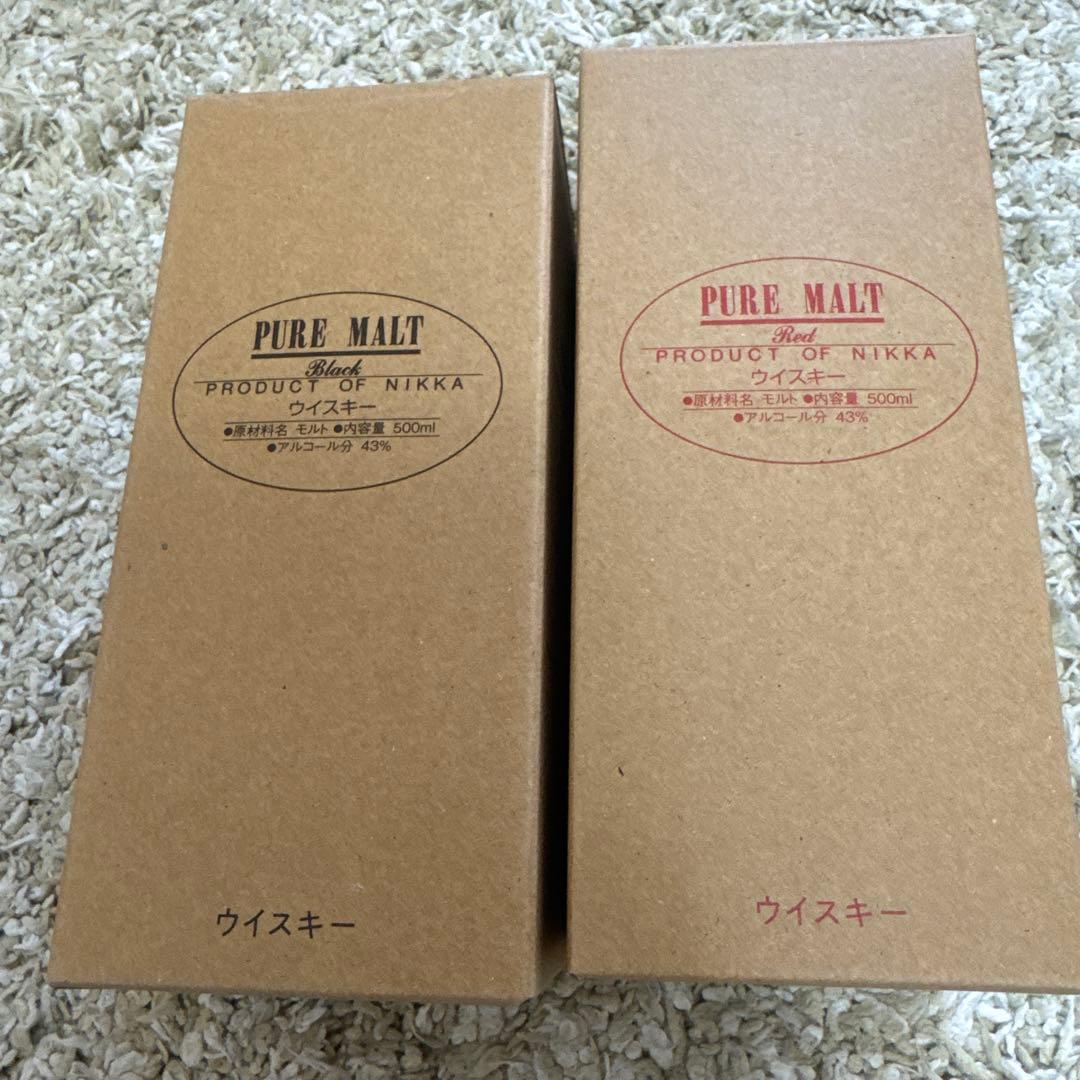 PURE MALT
Black
PRODUCT OF NIKKA
ウイスキー
●原材料名 モルト ●内容量 500ml
●アルコール分 43%
ウイスキー
PURE MALT
Red
PRODUCT OF NIKKA
ウイスキー
●原材料名 モルト ●内容量 500ml
●アルコール分 43%
ウイスキー